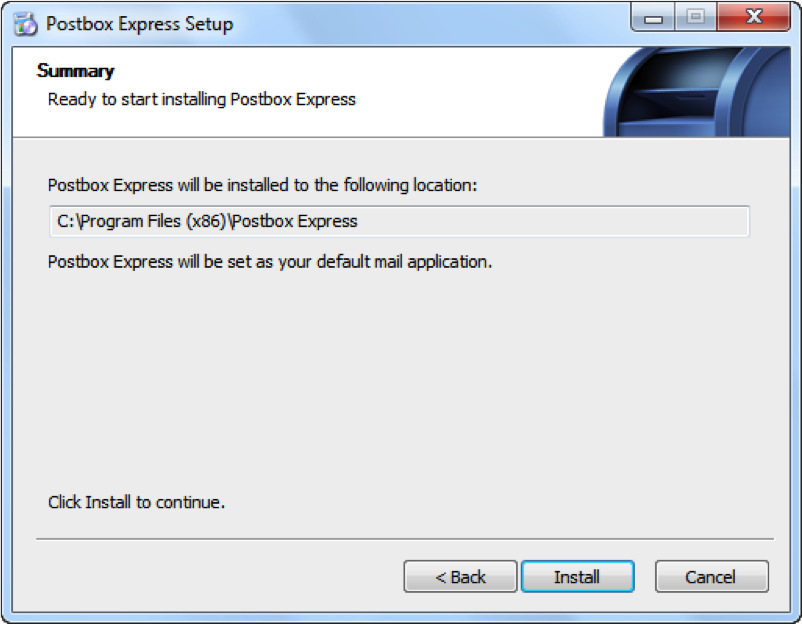 Postbox Express Setup
Summary
Ready to start installing Postbox Express
Postbox Express will be installed to the following location:
C:\Program Files (x86)\Postbox Express
Postbox Express will be set as your default mail application.
Click Install to continue.
< Back
Install
Cancel